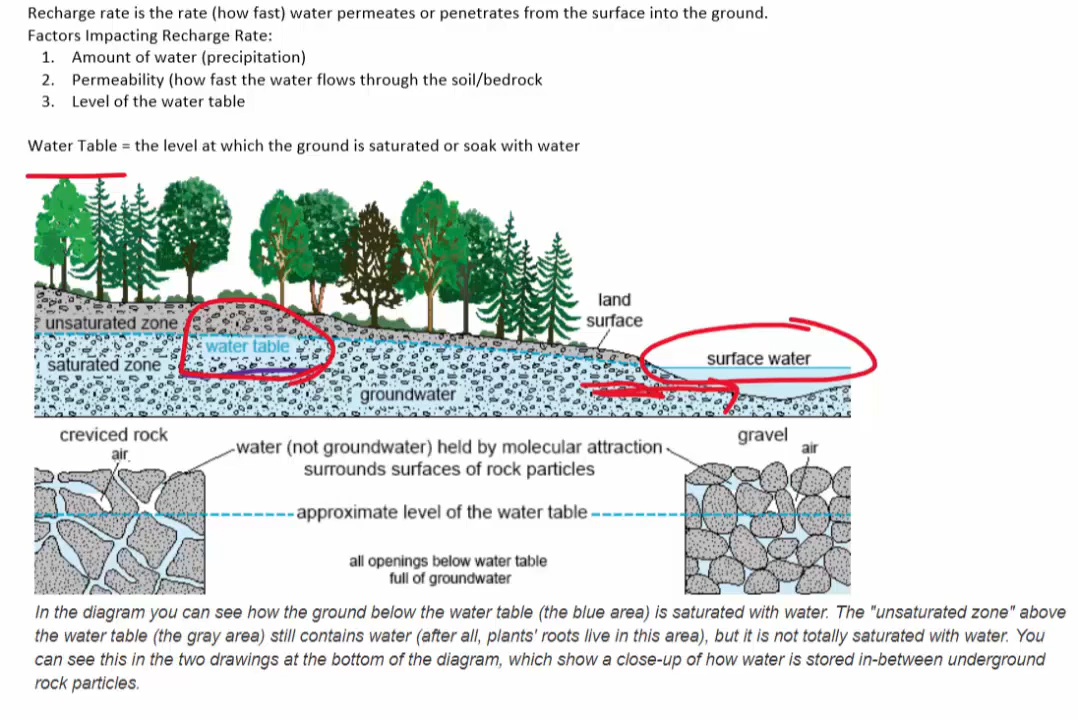 Recharge rate is the rate (how fast) water permeates or penetrates from the surface into the ground.
Factors Impacting Recharge Rate:
1. Amount of water (precipitation)
2. Permeability (how fast the water flows through the soil/bedrock
3. Level of the water table
Water Table = the level at which the ground is saturated or soak with water
land
surface
unsaturated zone
water table
surface water
saturated zone
groundwater
creviced rock
air
water (not groundwater) held by molecular attraction
surrounds surfaces of rock particles
gravel
air
approximate level of the water table
all openings below water table
full of groundwater
In the diagram you can see how the ground below the water table (the blue area) is saturated with water. The "unsaturated zone" above
the water table (the gray area) still contains water (after all, plants' roots live in this area), but it is not totally saturated with water. You
can see this in the two drawings at the bottom of the diagram, which show a close-up of how water is stored in-between underground
rock particles.